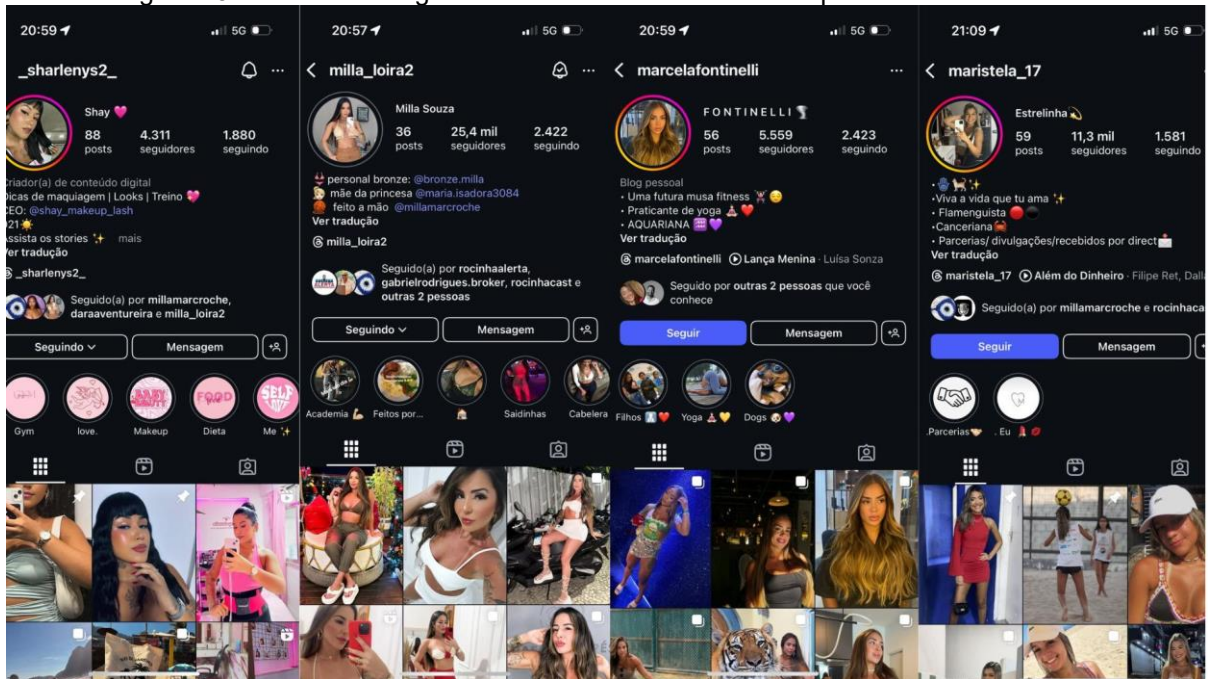 20:59
5G
_sharlenys2_
Shay
88 posts
4.311 seguidores
1.880 seguindo
Criador(a) de conteúdo digital
Dicas de maquiagem | Looks | Treino
CEO: @shay_makeup_lash
021
Assista os stories mais
Ver tradução
_sharlenys2_
Seguido(a) por millamarcroche,
daraaventureira e milla_loira2
Seguindo
Mensagem
Gym
love.
Makeup
Dieta
Me
FOOD
SELF
20:57
5G
milla_loira2
Milla Souza
36 posts
25,4 mil seguidores
2.422 seguindo
personal bronze: @bronze.milla
mãe da princesa @maria.isadora3084
feito a mão @millamarcroche
Ver tradução
milla_loira2
Seguido(a) por rocinhaalerta,
gabrielrodrigues.broker, rocinhacast e
outras 2 pessoas
Seguindo
Mensagem
Academia
Feitos por...
Saidinhas
Cabelera
20:59
5G
marcelafontinelli
FONTINELLI
56 posts
5.559 seguidores
2.423 seguindo
Blog pessoal
• Uma futura musa fitness
• Praticante de yoga
• AQUARIANA
Ver tradução
marcelafontinelli Lança Menina · Luísa Sonza
Seguido por outras 2 pessoas que você
conhece
Seguir
Mensagem
Filhos
Yoga
Dogs
21:09
5G
maristela_17
Estrelinha
59 posts
11,3 mil seguidores
1.581 seguindo
•Viva a vida que tu ama
• Flamenguista
•Canceriana
• Parcerias/ divulgações/recebidos por direct
Ver tradução
maristela_17 Além do Dinheiro · Filipe Ret, Dalla
Seguido(a) por millamarcroche e rocinhaca
Seguir
Mensagem
.Parcerias
. Eu